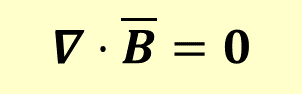 ∇ · B̅ = 0